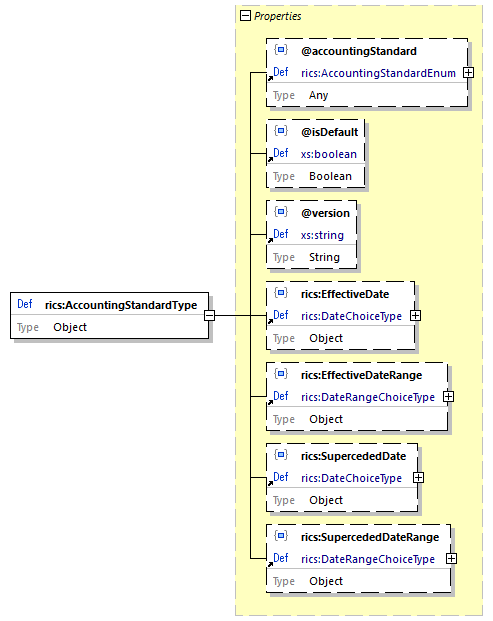 Properties
@accountingStandard
Def rics:AccountingStandardEnum
Type Any
@isDefault
Def xs:boolean
Type Boolean
@version
Def xs:string
Type String
Def rics:AccountingStandardType
Type Object
rics:EffectiveDate
Def rics:DateChoiceType
Type Object
rics:EffectiveDateRange
Def rics:DateRangeChoiceType
Type Object
rics:SupercededDate
Def rics:DateChoiceType
Type Object
rics:SupercededDateRange
Def rics:DateRangeChoiceType
Type Object